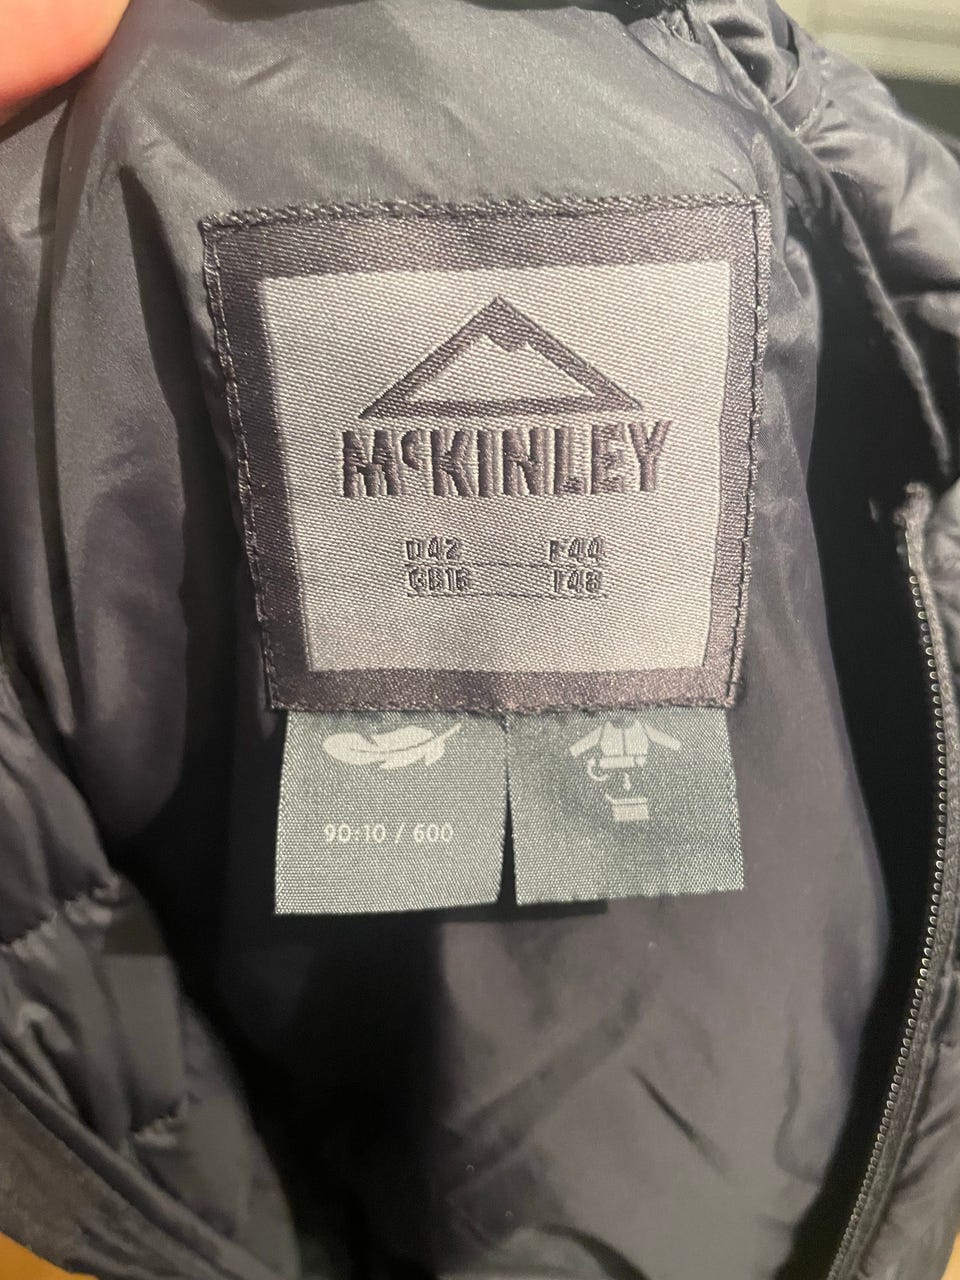 McKINLEY
D42 F44
GB16 I48
90:10 / 600